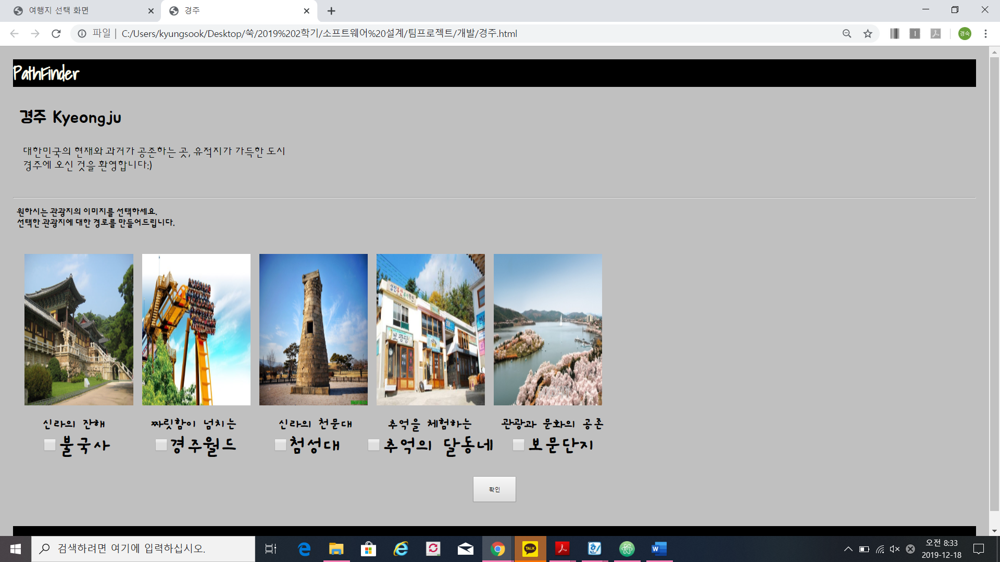 여행지 선택 화면
경주
파일 | C:/Users/kyungsook/Desktop/쑥/2019%202학기/소프트웨어%20설계/팀프로젝트/개발/경주.html
경숙
PathFinder
경주 Kyeongju
대한민국의 현재와 과거가 공존하는 곳, 유적지가 가득한 도시
경주에 오신 것을 환영합니다:)
원하시는 관광지의 이미지를 선택하세요.
선택한 관광지에 대한 경로를 만들어드립니다.
보광당
신라의 잔해
짜릿함이 넘치는
신라의 천문대
추억을 체험하는
관광과 문화의 공존
불국사
경주월드
첨성대
추억의 달동네
보문단지
확인
검색하려면 여기에 입력하십시오.
TALK
오전 8:33
2019-12-18